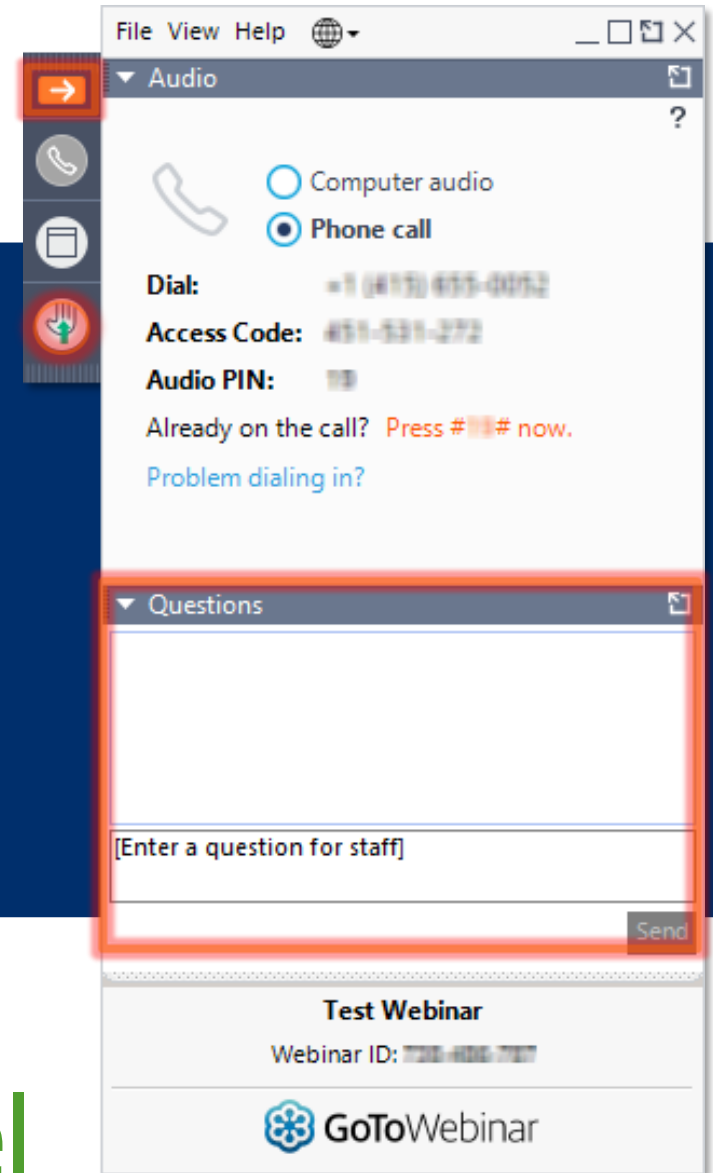 File View Help
Audio
?
Computer audio
Phone call
Dial:
Access Code:
Audio PIN:
Already on the call? Press # # now.
Problem dialing in?
Questions
[Enter a question for staff]
Send
Test Webinar
Webinar ID:
GoToWebinar
el